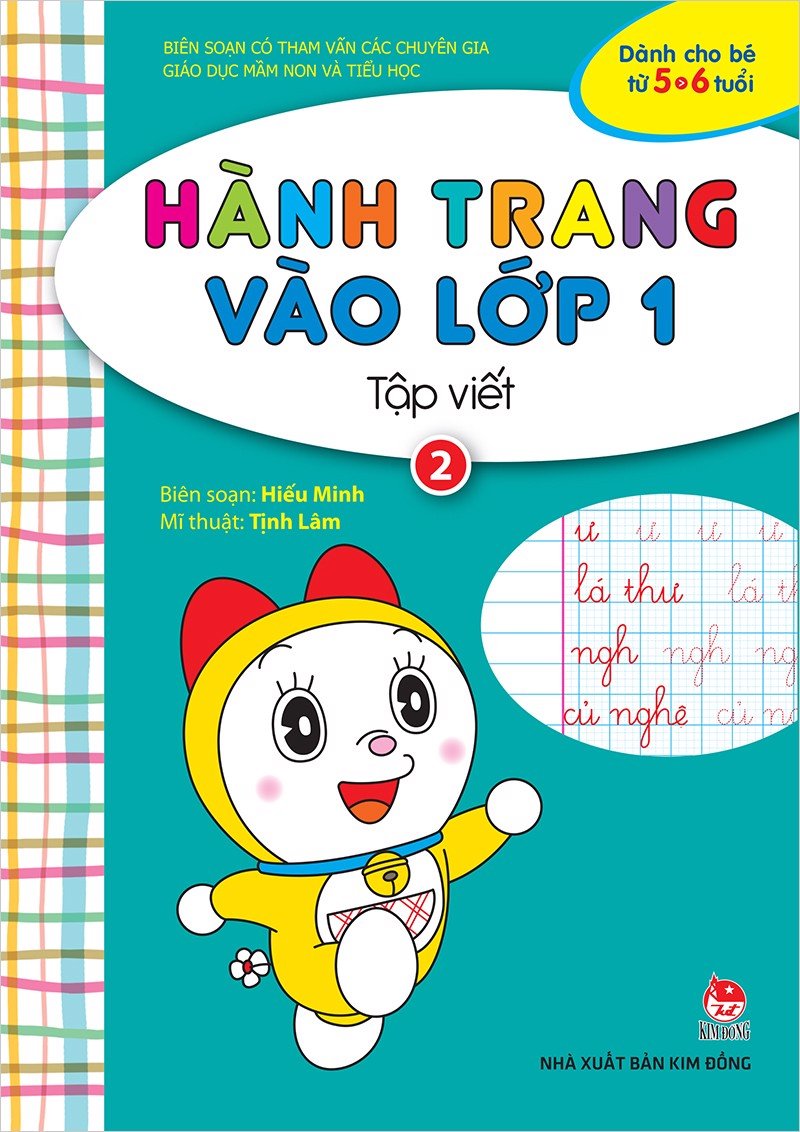 BIÊN SOẠN CÓ THAM VẤN CÁC CHUYÊN GIA
GIÁO DỤC MẦM NON VÀ TIỂU HỌC
Dành cho bé
từ 5 > 6 tuổi
HÀNH TRANG
VÀO LỚP 1
Tập viết
2
Biên soạn: Hiếu Minh
Mĩ thuật: Tịnh Lâm
ư ư ư ư
lá thư lá th
ngh ngh ng
củ nghệ củ n
KIM ĐỒNG
NHÀ XUẤT BẢN KIM ĐỒNG